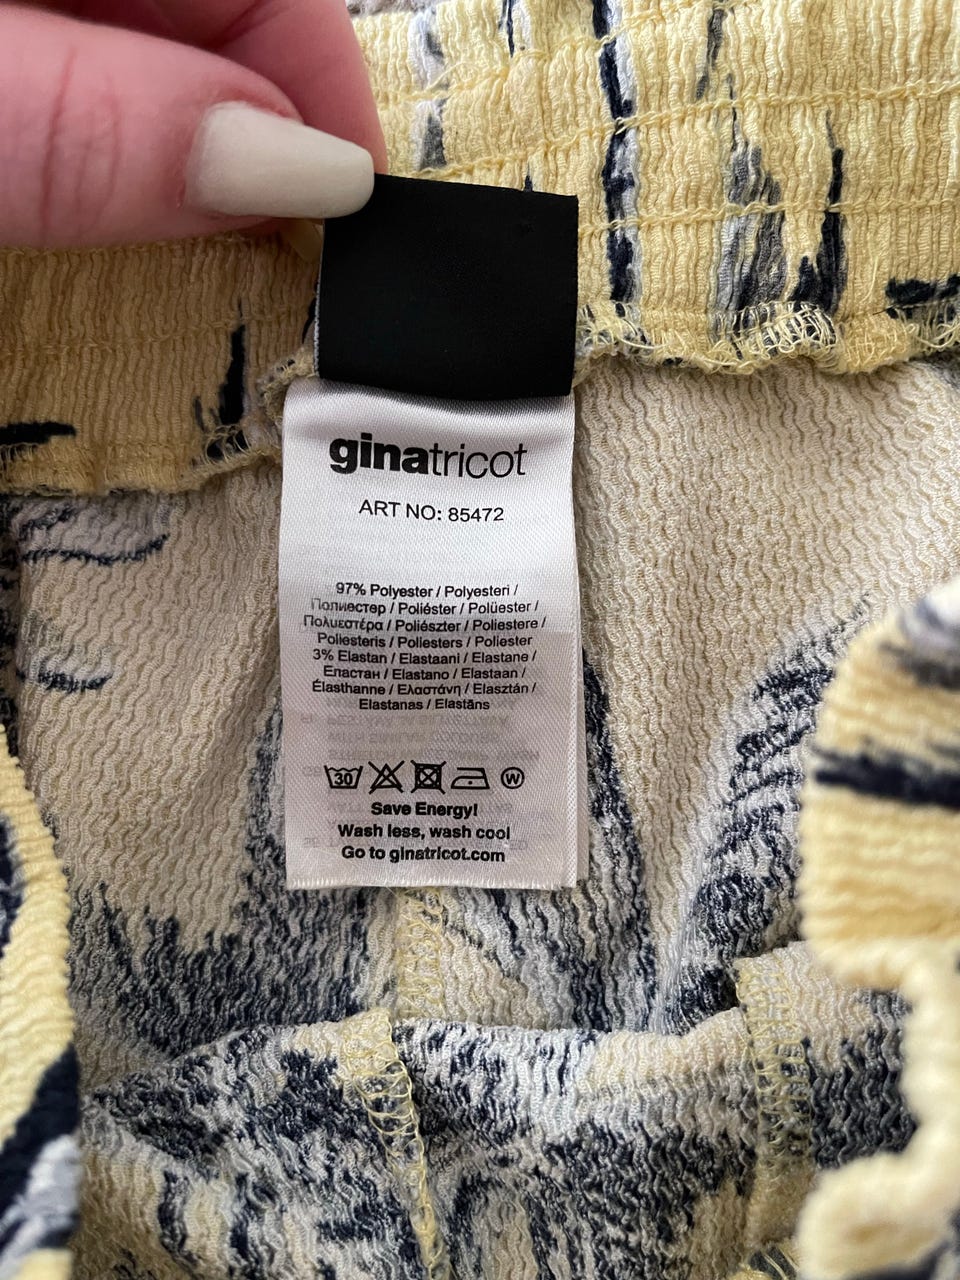 ginatricot
ART NO: 85472
97% Polyester / Polyesteri /
Полиестер / Poliéster / Polüester /
Πολυεστέρα / Poliészter / Poliestere /
Poliesteris / Poliesters / Poliester
3% Elastan / Elastaani / Elastane /
Еластан / Elastano / Elastaan /
Élasthanne / Ελαστάνη / Elasztán /
Elastanas / Elastāns
30 W
Save Energy!
Wash less, wash cool
Go to ginatricot.com